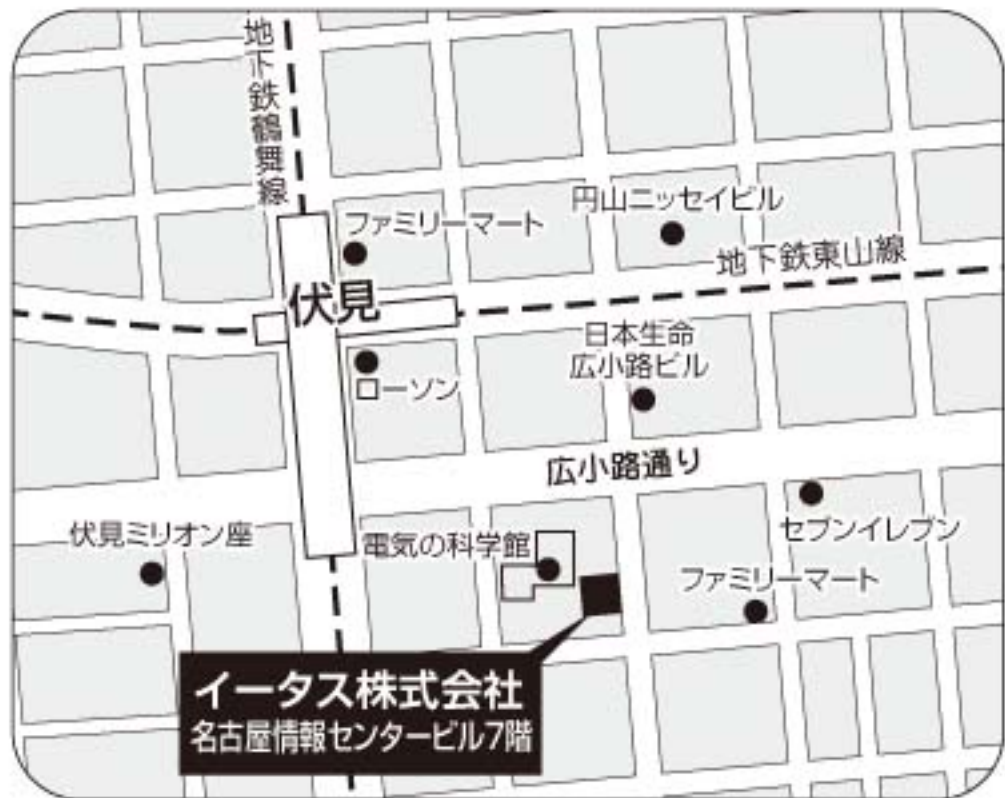 地下鉄鶴舞線
ファミリーマート
円山ニッセイビル
地下鉄東山線
伏見
日本生命
広小路ビル
ローソン
広小路通り
セブンイレブン
伏見ミリオン座
電気の科学館
ファミリーマート
イータス株式会社
名古屋情報センタービル7階